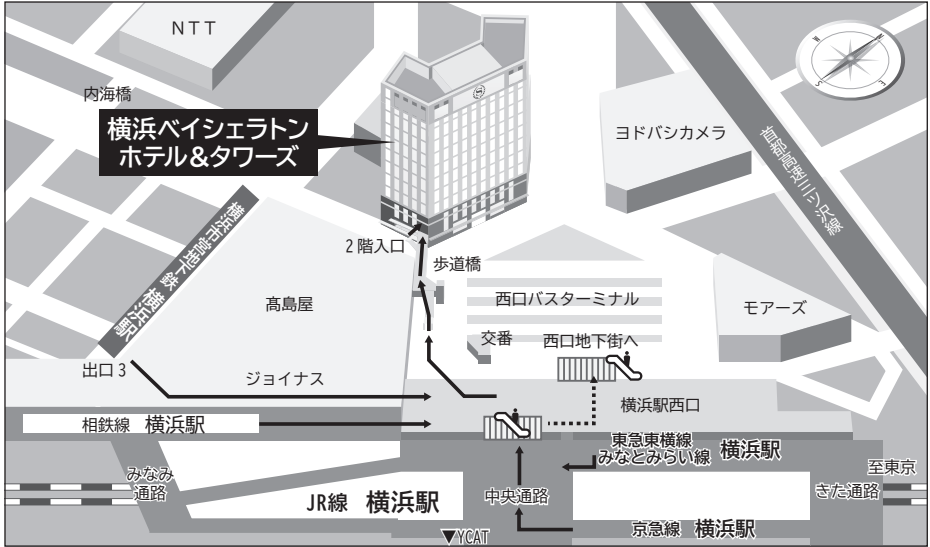 NTT
内海橋
横浜ベイシェラトン
ホテル&タワーズ
ヨドバシカメラ
首都高速三ツ沢線
N
E
S
W
横浜市営地下鉄 横浜駅
2階入口
歩道橋
髙島屋
西口バスターミナル
モアーズ
交番
西口地下街へ
出口3
ジョイナス
横浜駅西口
相鉄線 横浜駅
東急東横線
みなとみらい線 横浜駅
みなみ
通路
至東京
きた通路
JR線 横浜駅
中央通路
京急線 横浜駅
▼YCAT